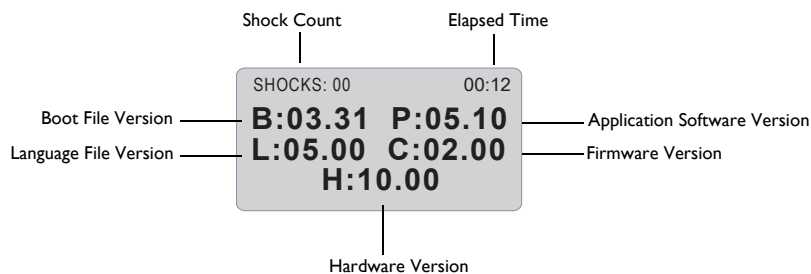 Shock Count Elapsed Time
SHOCKS: 00 00:12
Boot File Version B:03.31 P:05.10 Application Software Version
Language File Version L:05.00 C:02.00 Firmware Version
H:10.00
Hardware Version